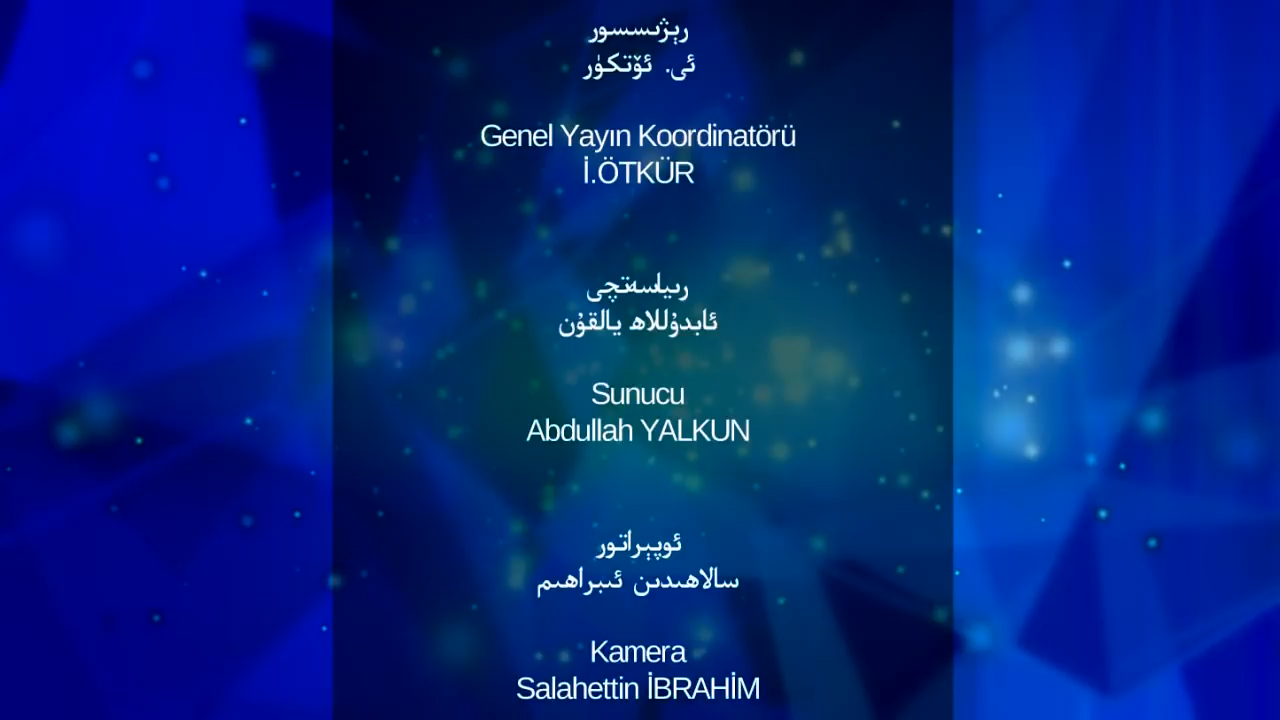 رېژىسسور
ئى. ئۆتكۈر
Genel Yayın Koordinatörü
İ.ÖTKÜR
رىياسەتچى
ئابدۇللاھ يالقۇن
Sunucu
Abdullah YALKUN
ئوپېراتور
سالاھىدىن ئىبراھىم
Kamera
Salahettin İBRAHİM